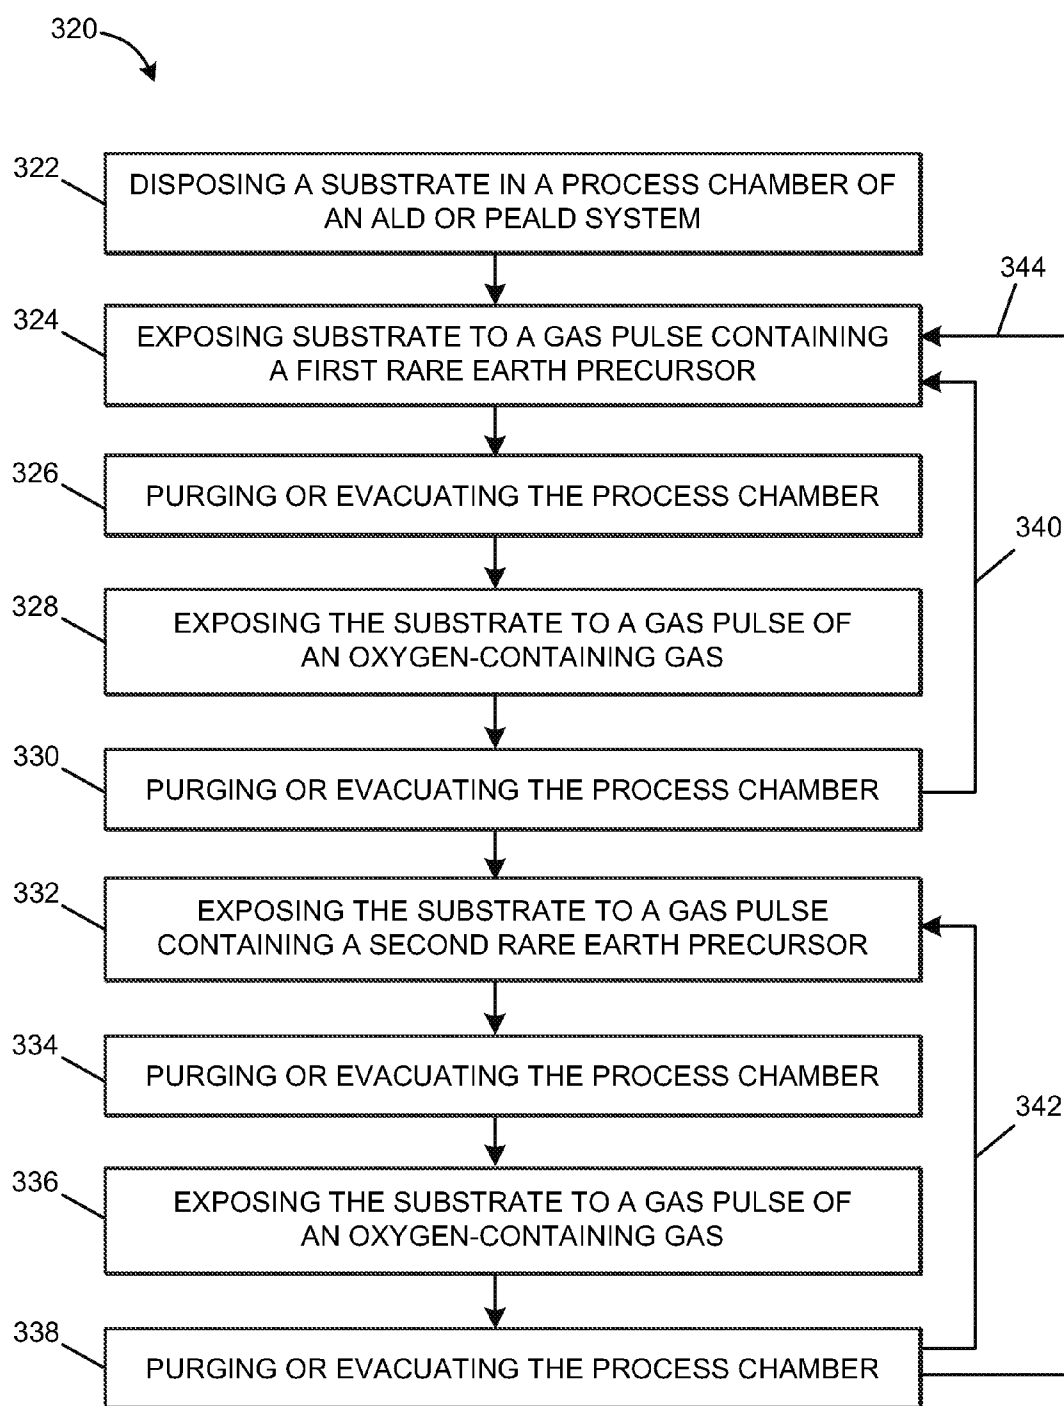 320
322
DISPOSING A SUBSTRATE IN A PROCESS CHAMBER OF
AN ALD OR PEALD SYSTEM
344
324
EXPOSING SUBSTRATE TO A GAS PULSE CONTAINING
A FIRST RARE EARTH PRECURSOR
326
PURGING OR EVACUATING THE PROCESS CHAMBER
340
328
EXPOSING THE SUBSTRATE TO A GAS PULSE OF
AN OXYGEN-CONTAINING GAS
330
PURGING OR EVACUATING THE PROCESS CHAMBER
332
EXPOSING THE SUBSTRATE TO A GAS PULSE
CONTAINING A SECOND RARE EARTH PRECURSOR
334
PURGING OR EVACUATING THE PROCESS CHAMBER
342
336
EXPOSING THE SUBSTRATE TO A GAS PULSE OF
AN OXYGEN-CONTAINING GAS
338
PURGING OR EVACUATING THE PROCESS CHAMBER